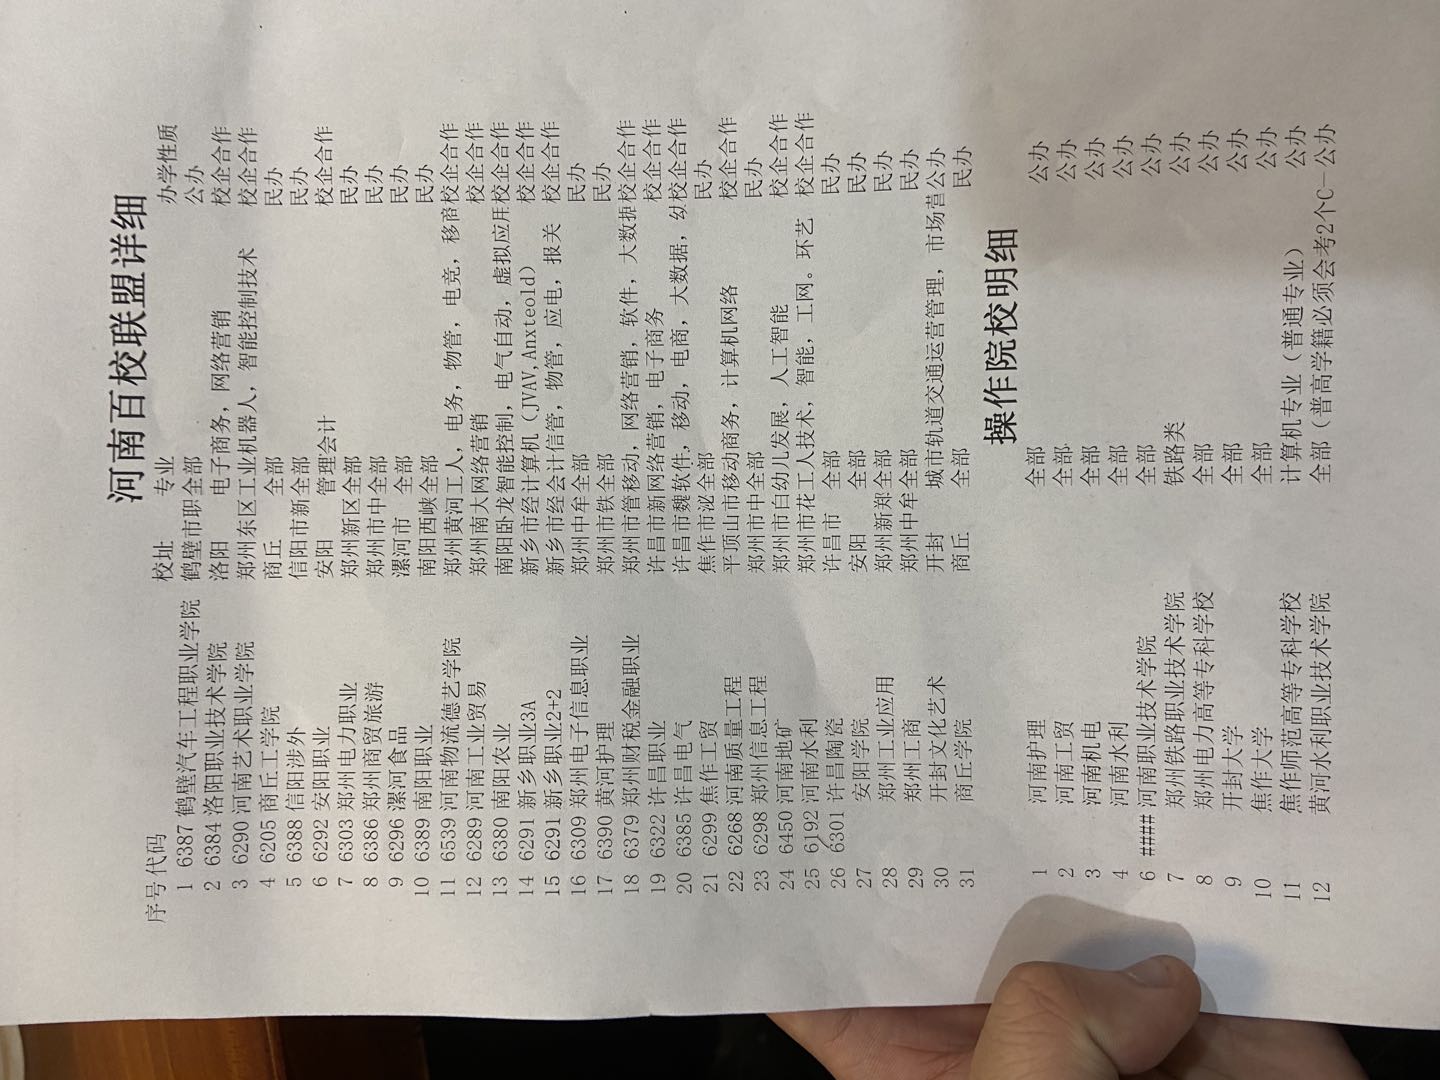 河南百校联盟详细
序号 代码 校址 专业 办学性质
1 6387 鹤壁汽车工程职业学院 鹤壁市职 全部 公办
2 6384 洛阳职业技术学院 洛阳 电子商务，网络营销 校企合作
3 6290 河南艺术职业学院 郑州东区 工业机器人，智能控制技术 校企合作
4 6205 商丘工学院 商丘 全部 民办
5 6388 信阳涉外 信阳市新 全部 民办
6 6292 安阳职业 安阳 管理会计 校企合作
7 6303 郑州电力职业 郑州新区 全部 民办
8 6386 郑州商贸旅游 郑州市中 全部 民办
9 6296 漯河食品 漯河市 全部 民办
10 6389 南阳职业 南阳西峡 全部 民办
11 6539 河南物流德艺学院 郑州黄河 工人，电务，物管，电竞，移商 校企合作
12 6289 河南工业贸易 郑州南大 网络营销 校企合作
13 6380 南阳农业 南阳卧龙 智能控制，电气自动，虚拟应用 校企合作
14 6291 新乡职业3A 新乡市经 计算机（JVAV,Anxteold） 校企合作
15 6291 新乡职业2+2 新乡市经 会计信管，物管，应电，报关 校企合作
16 6309 郑州电子信息职业 郑州中牟 全部 民办
17 6390 黄河护理 郑州市铁 全部 民办
18 6379 郑州财税金融职业 郑州市管 移动，网络营销，软件，大数据 校企合作
19 6322 许昌职业 许昌市新 网络营销，电子商务 校企合作
20 6385 许昌电气 许昌市魏 软件，移动，电商，大数据，幼 校企合作
21 6299 焦作工贸 焦作市泌 全部 民办
22 6268 河南质量工程 平顶山市 移动商务，计算机网络 校企合作
23 6298 郑州信息工程 郑州市中 全部 民办
24 6450 河南地矿 郑州市白 幼儿发展，人工智能 校企合作
25 6192 河南水利 郑州市花 工人技术，智能，工网。环艺 校企合作
26 6301 许昌陶瓷 许昌市 全部 民办
27 安阳学院 安阳 全部 民办
28 郑州工业应用 郑州新郑 全部 民办
29 郑州工商 郑州中牟 全部 民办
30 开封文化艺术 开封 城市轨道交通运营管理，市场营 公办
31 商丘学院 商丘 全部 民办
操作院校明细
1 河南护理 全部 公办
2 河南工贸 全部 公办
3 河南机电 全部 公办
4 河南水利 全部 公办
6 #### 河南职业技术学院 全部 公办
7 郑州铁路职业技术学院 铁路类 公办
8 郑州电力高等专科学校 全部 公办
9 开封大学 全部 公办
10 焦作大学 全部 公办
11 焦作师范高等专科学校 计算机专业（普通专业） 公办
12 黄河水利职业技术学院 全部（普高学籍必须会考2个C一 公办